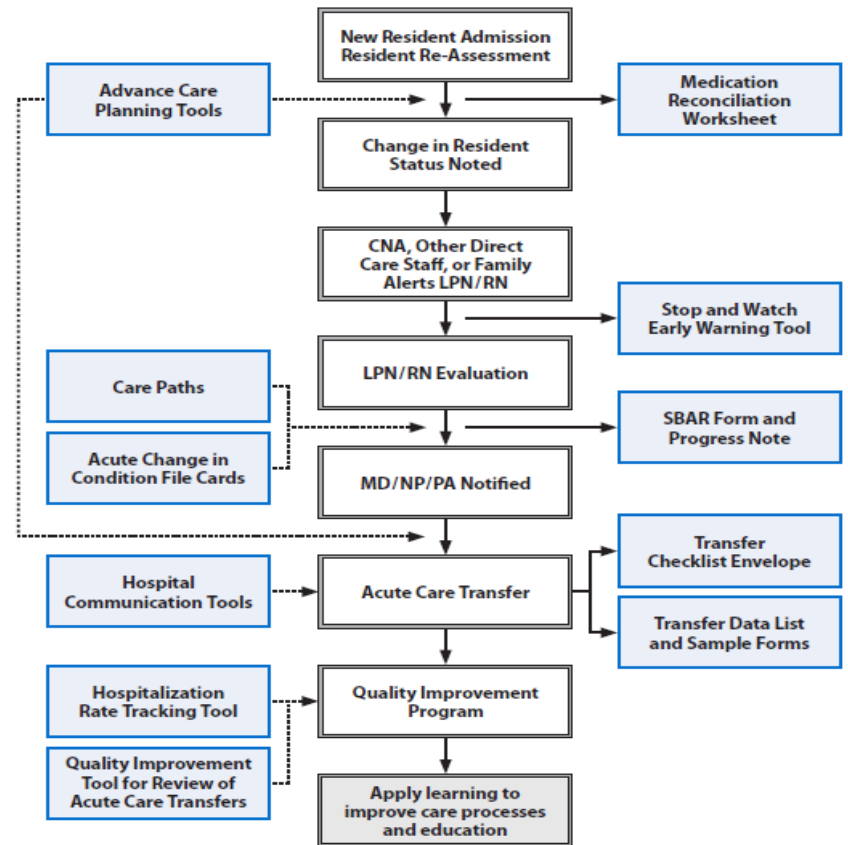 New Resident Admission
Resident Re-Assessment
Advance Care
Planning Tools
Medication
Reconciliation
Worksheet
Change in Resident
Status Noted
CNA, Other Direct
Care Staff, or Family
Alerts LPN/RN
Stop and Watch
Early Warning Tool
LPN/RN Evaluation
Care Paths
SBAR Form and
Progress Note
Acute Change in
Condition File Cards
MD/NP/PA Notified
Transfer
Checklist Envelope
Hospital
Communication Tools
Acute Care Transfer
Transfer Data List
and Sample Forms
Hospitalization
Rate Tracking Tool
Quality Improvement
Program
Quality Improvement
Tool for Review of
Acute Care Transfers
Apply learning to
improve care processes
and education